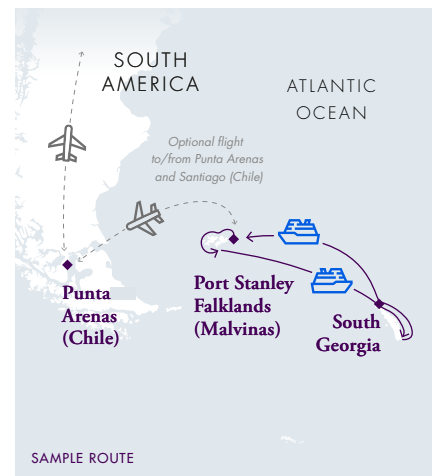 SOUTH
AMERICA
ATLANTIC
OCEAN
Optional flight
to/from Punta Arenas
and Santiago (Chile)
Punta
Arenas
(Chile)
Port Stanley
Falklands
(Malvinas)
South
Georgia
SAMPLE ROUTE